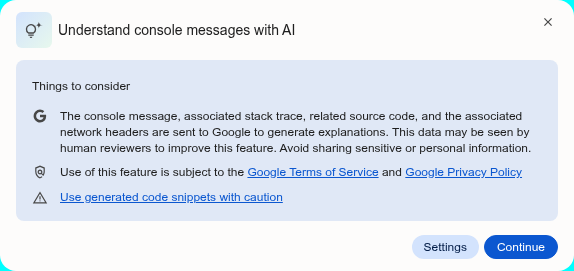 Understand console messages with AI
Things to consider
The console message, associated stack trace, related source code, and the associated
network headers are sent to Google to generate explanations. This data may be seen by
human reviewers to improve this feature. Avoid sharing sensitive or personal information.
Use of this feature is subject to the Google Terms of Service and Google Privacy Policy
Use generated code snippets with caution
Settings Continue